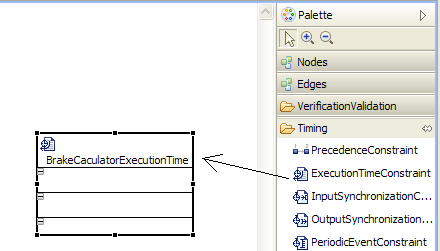 Palette
Nodes
Edges
VerificationValidation
Timing
PrecedenceConstraint
ExecutionTimeConstraint
InputSynchronizationC...
OutputSynchronization...
PeriodicEventConstraint
BrakeCaculatorExecutionTime